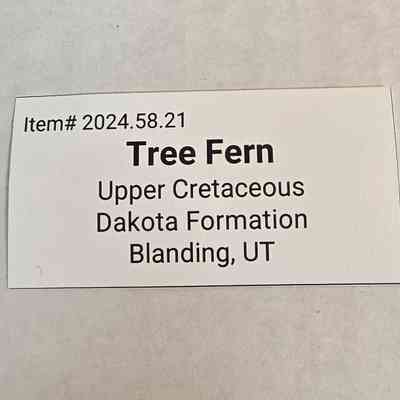 Item# 2024.58.21
Tree Fern
Upper Cretaceous
Dakota Formation
Blanding, UT